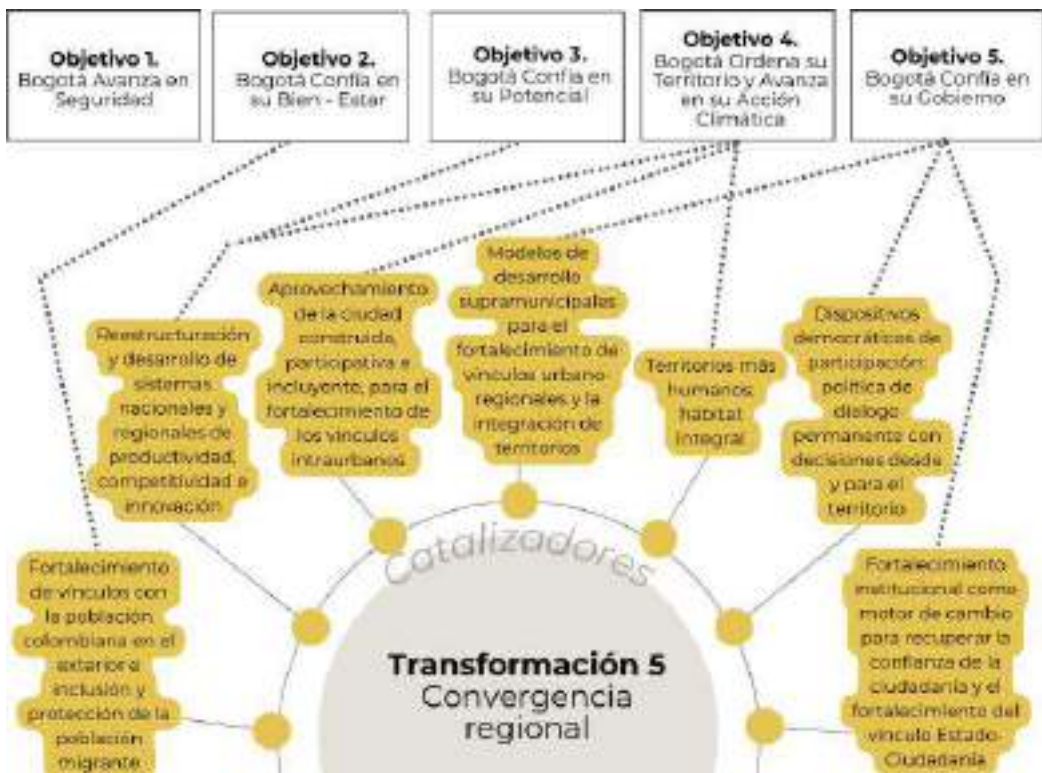 Objetivo 1.
Bogotá Avanza en
Seguridad
Objetivo 2.
Bogotá Confía en
su Bien - Estar
Objetivo 3.
Bogotá Confía en
su Potencial
Objetivo 4.
Bogotá Ordena su
Territorio y Avanza
en su Acción
Climática
Objetivo 5.
Bogotá Confía en
su Gobierno
Fortalecimiento
de vínculos con
la población
colombiana en el
exterior e
inclusión y
protección de la
población
migrante
Reestructuración
y desarrollo de
sistemas
nacionales y
regionales de
productividad,
competitividad e
innovación
Aprovechamiento
de la ciudad
construida,
participativa e
incluyente, para el
fortalecimiento de
los vínculos
intraurbanos
Modelos de
desarrollo
supramunicipales
para el
fortalecimiento de
vínculos urbano-
regionales y la
integración de
territorios
Territorios más
humanos:
hábitat
integral
Dispositivos
democráticos de
participación:
política de
diálogo
permanente con
decisiones desde
y para el
territorio
Fortalecimiento
institucional como
motor de cambio
para recuperar la
confianza de la
ciudadanía y el
fortalecimiento del
vínculo Estado-
Ciudadanía
Catalizadores
Transformación 5
Convergencia
regional